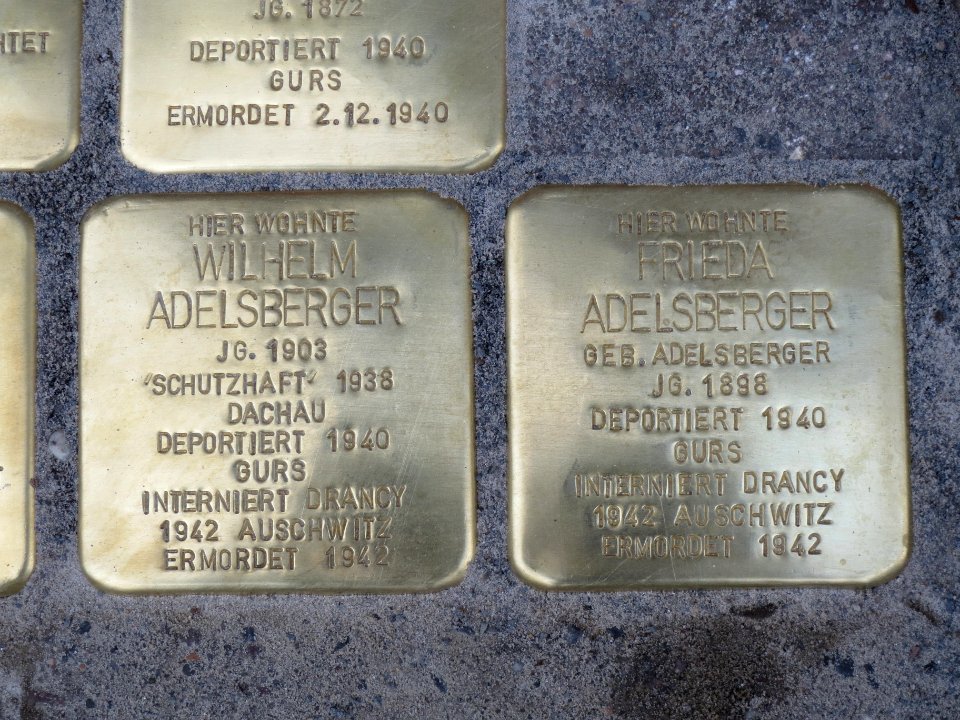 HTET
JG. 1872
DEPORTIERT 1940
GURS
ERMORDET 2.12.1940
HIER WOHNTE
WILHELM
ADELSBERGER
JG. 1903
"SCHUTZHAFT" 1938
DACHAU
DEPORTIERT 1940
GURS
INTERNIERT DRANCY
1942 AUSCHWITZ
ERMORDET 1942
HIER WOHNTE
FRIEDA
ADELSBERGER
GEB. ADELSBERGER
JG. 1898
DEPORTIERT 1940
GURS
INTERNIERT DRANCY
1942 AUSCHWITZ
ERMORDET 1942